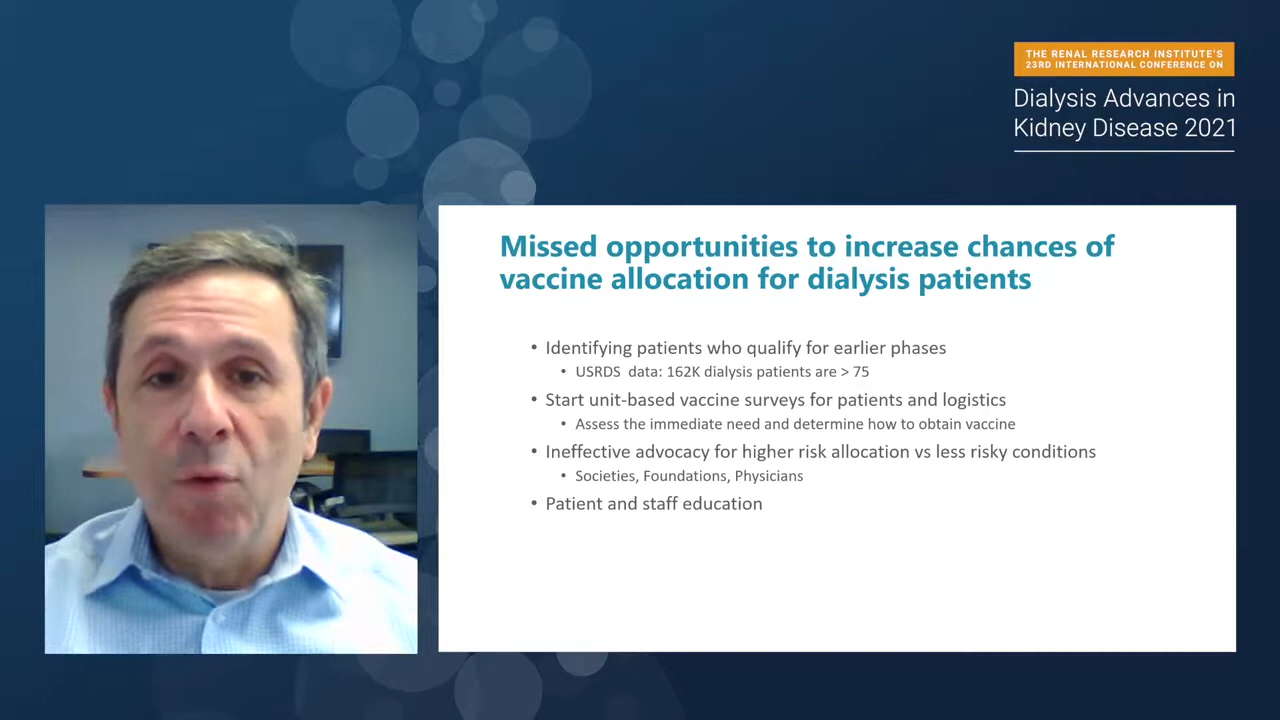 THE RENAL RESEARCH INSTITUTE'S
23RD INTERNATIONAL CONFERENCE ON
Dialysis Advances in
Kidney Disease 2021
Missed opportunities to increase chances of
vaccine allocation for dialysis patients
• Identifying patients who qualify for earlier phases
• USRDS data: 162K dialysis patients are > 75
• Start unit-based vaccine surveys for patients and logistics
• Assess the immediate need and determine how to obtain vaccine
• Ineffective advocacy for higher risk allocation vs less risky conditions
• Societies, Foundations, Physicians
• Patient and staff education